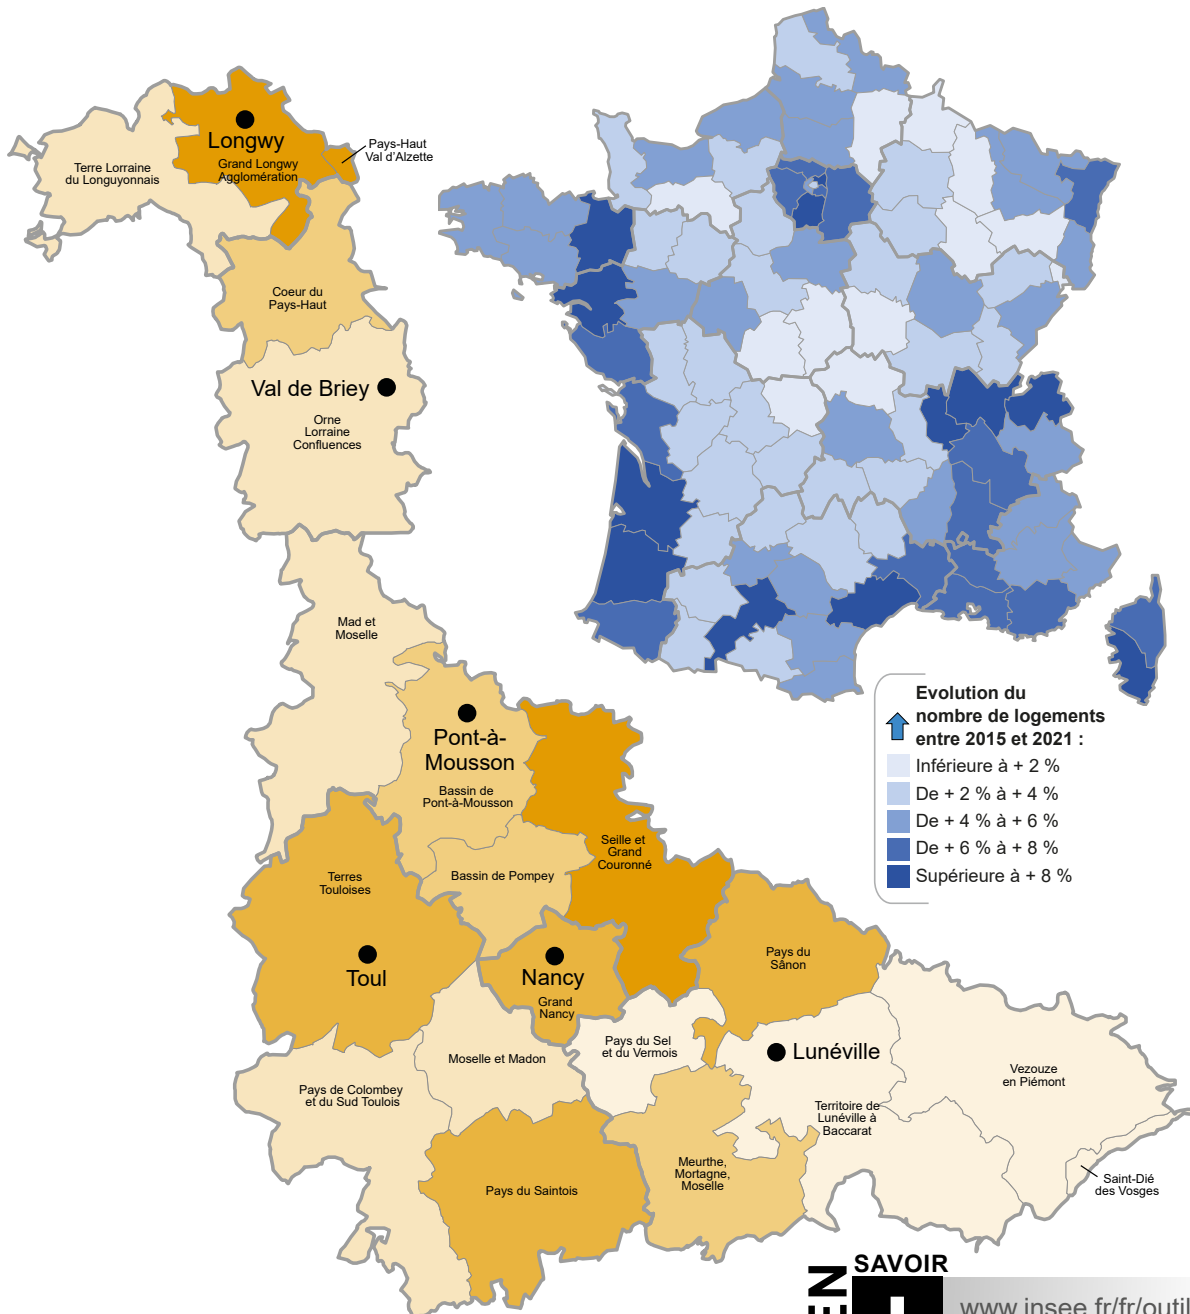 Longwy
Grand Longwy
Agglomération
Pays-Haut
Val d'Alzette
Terre Lorraine
du Longuyonnais
Coeur du
Pays-Haut
Val de Briey
Orne
Lorraine
Confluences
Mad et
Moselle
Pont-à-
Mousson
Bassin de
Pont-à-Mousson
Evolution du
nombre de logements
entre 2015 et 2021 :
Inférieure à + 2 %
De + 2 % à + 4 %
De + 4 % à + 6 %
De + 6 % à + 8 %
Supérieure à + 8 %
Seille et
Grand
Couronné
Terres
Touloises
Bassin de Pompey
Toul
Nancy
Grand
Nancy
Pays du
Sânon
Pays du Sel
et du Vermois
Lunéville
Moselle et Madon
Vezouze
en Piémont
Pays de Colombey
et du Sud Toulois
Territoire de
Lunéville à
Baccarat
Meurthe,
Mortagne,
Moselle
Pays du Saintois
Saint-Dié
des Vosges
EN
SAVOIR
+
www.insee.fr/fr/outil